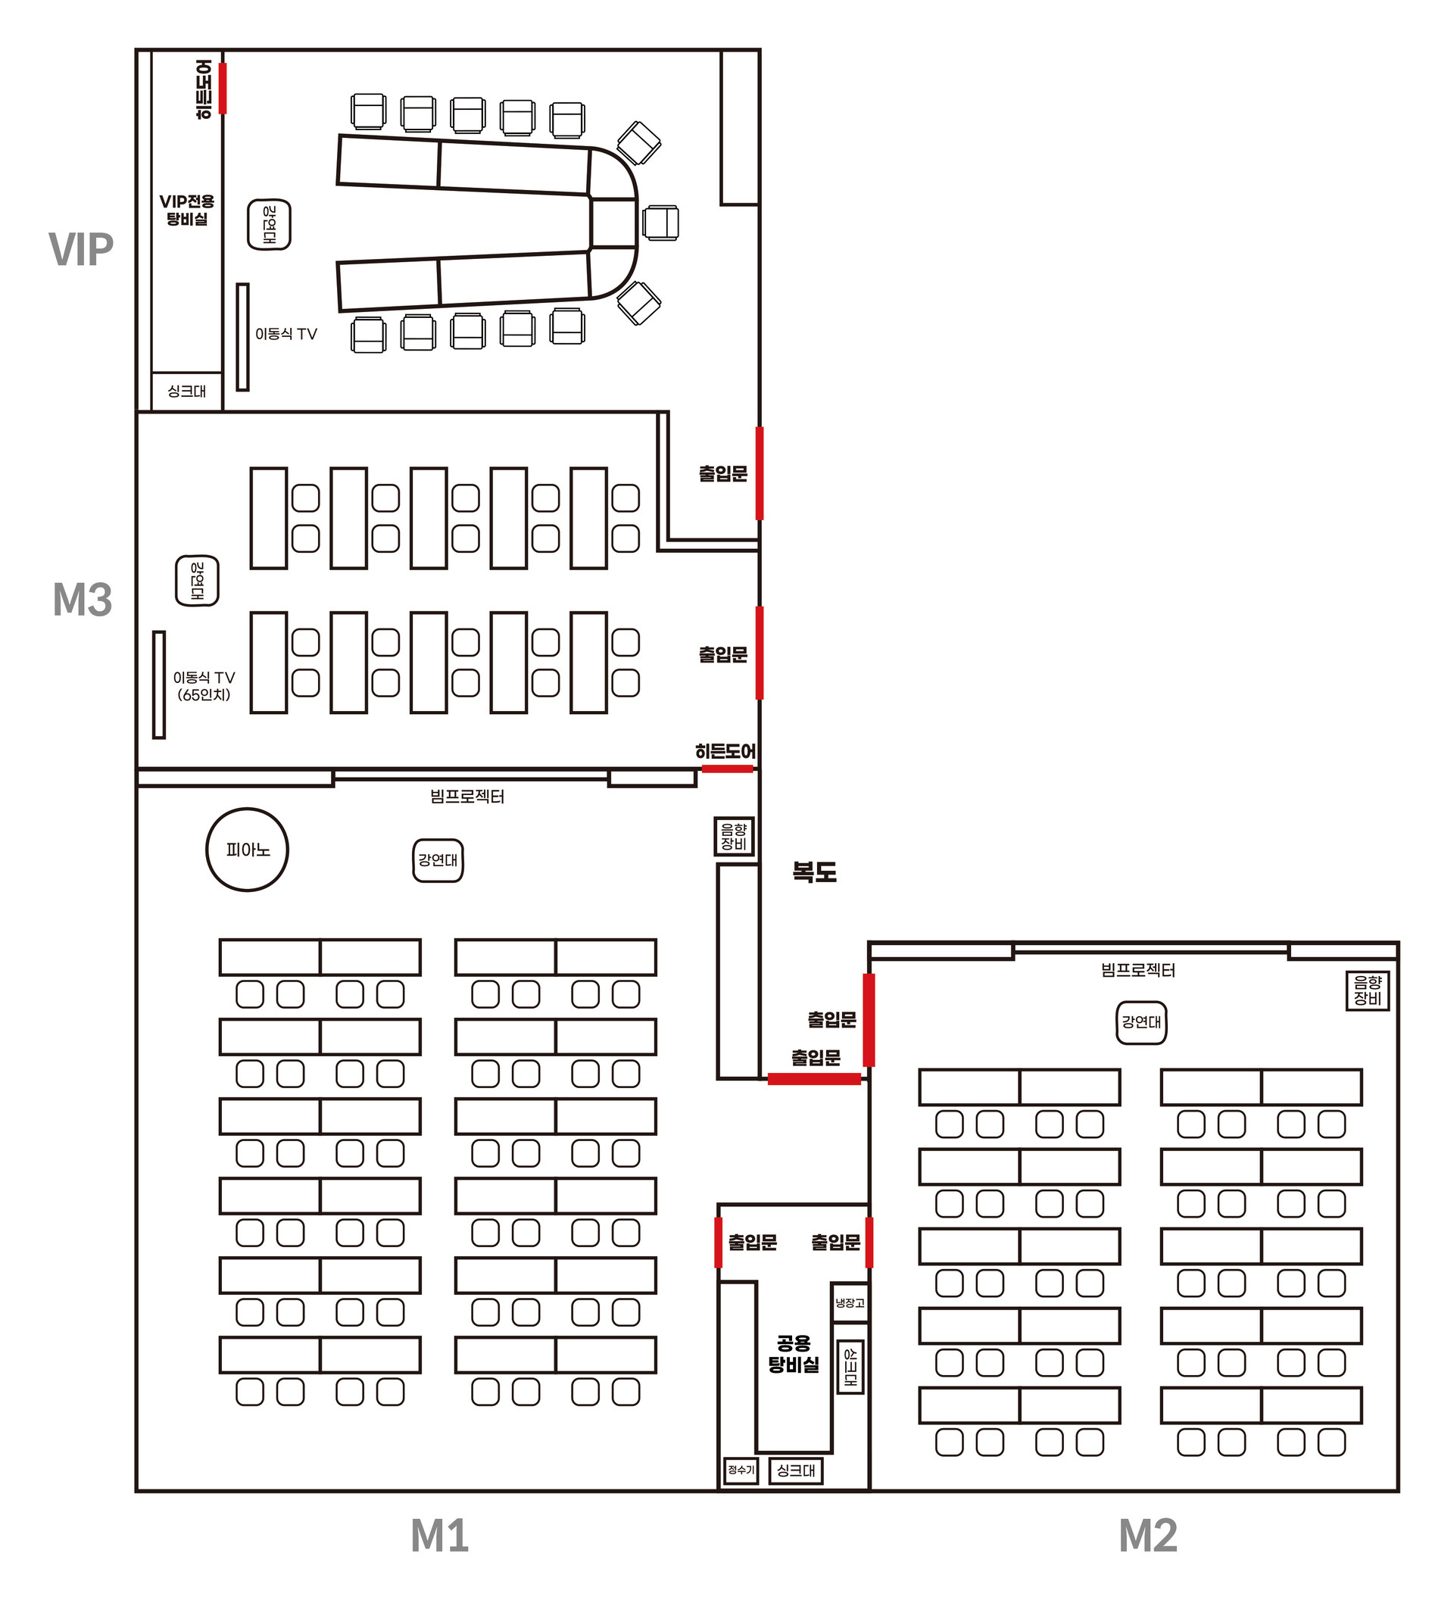 VIP
히든도어
VIP전용
탕비실
강연대
이동식 TV
싱크대
출입문
M3
강연대
이동식 TV
(65인치)
출입문
히든도어
빔프로젝터
피아노
강연대
음향
장비
복도
출입문
출입문
빔프로젝터
음향
장비
강연대
출입문
출입문
냉장고
공용
탕비실
싱크대
정수기
싱크대
M1
M2